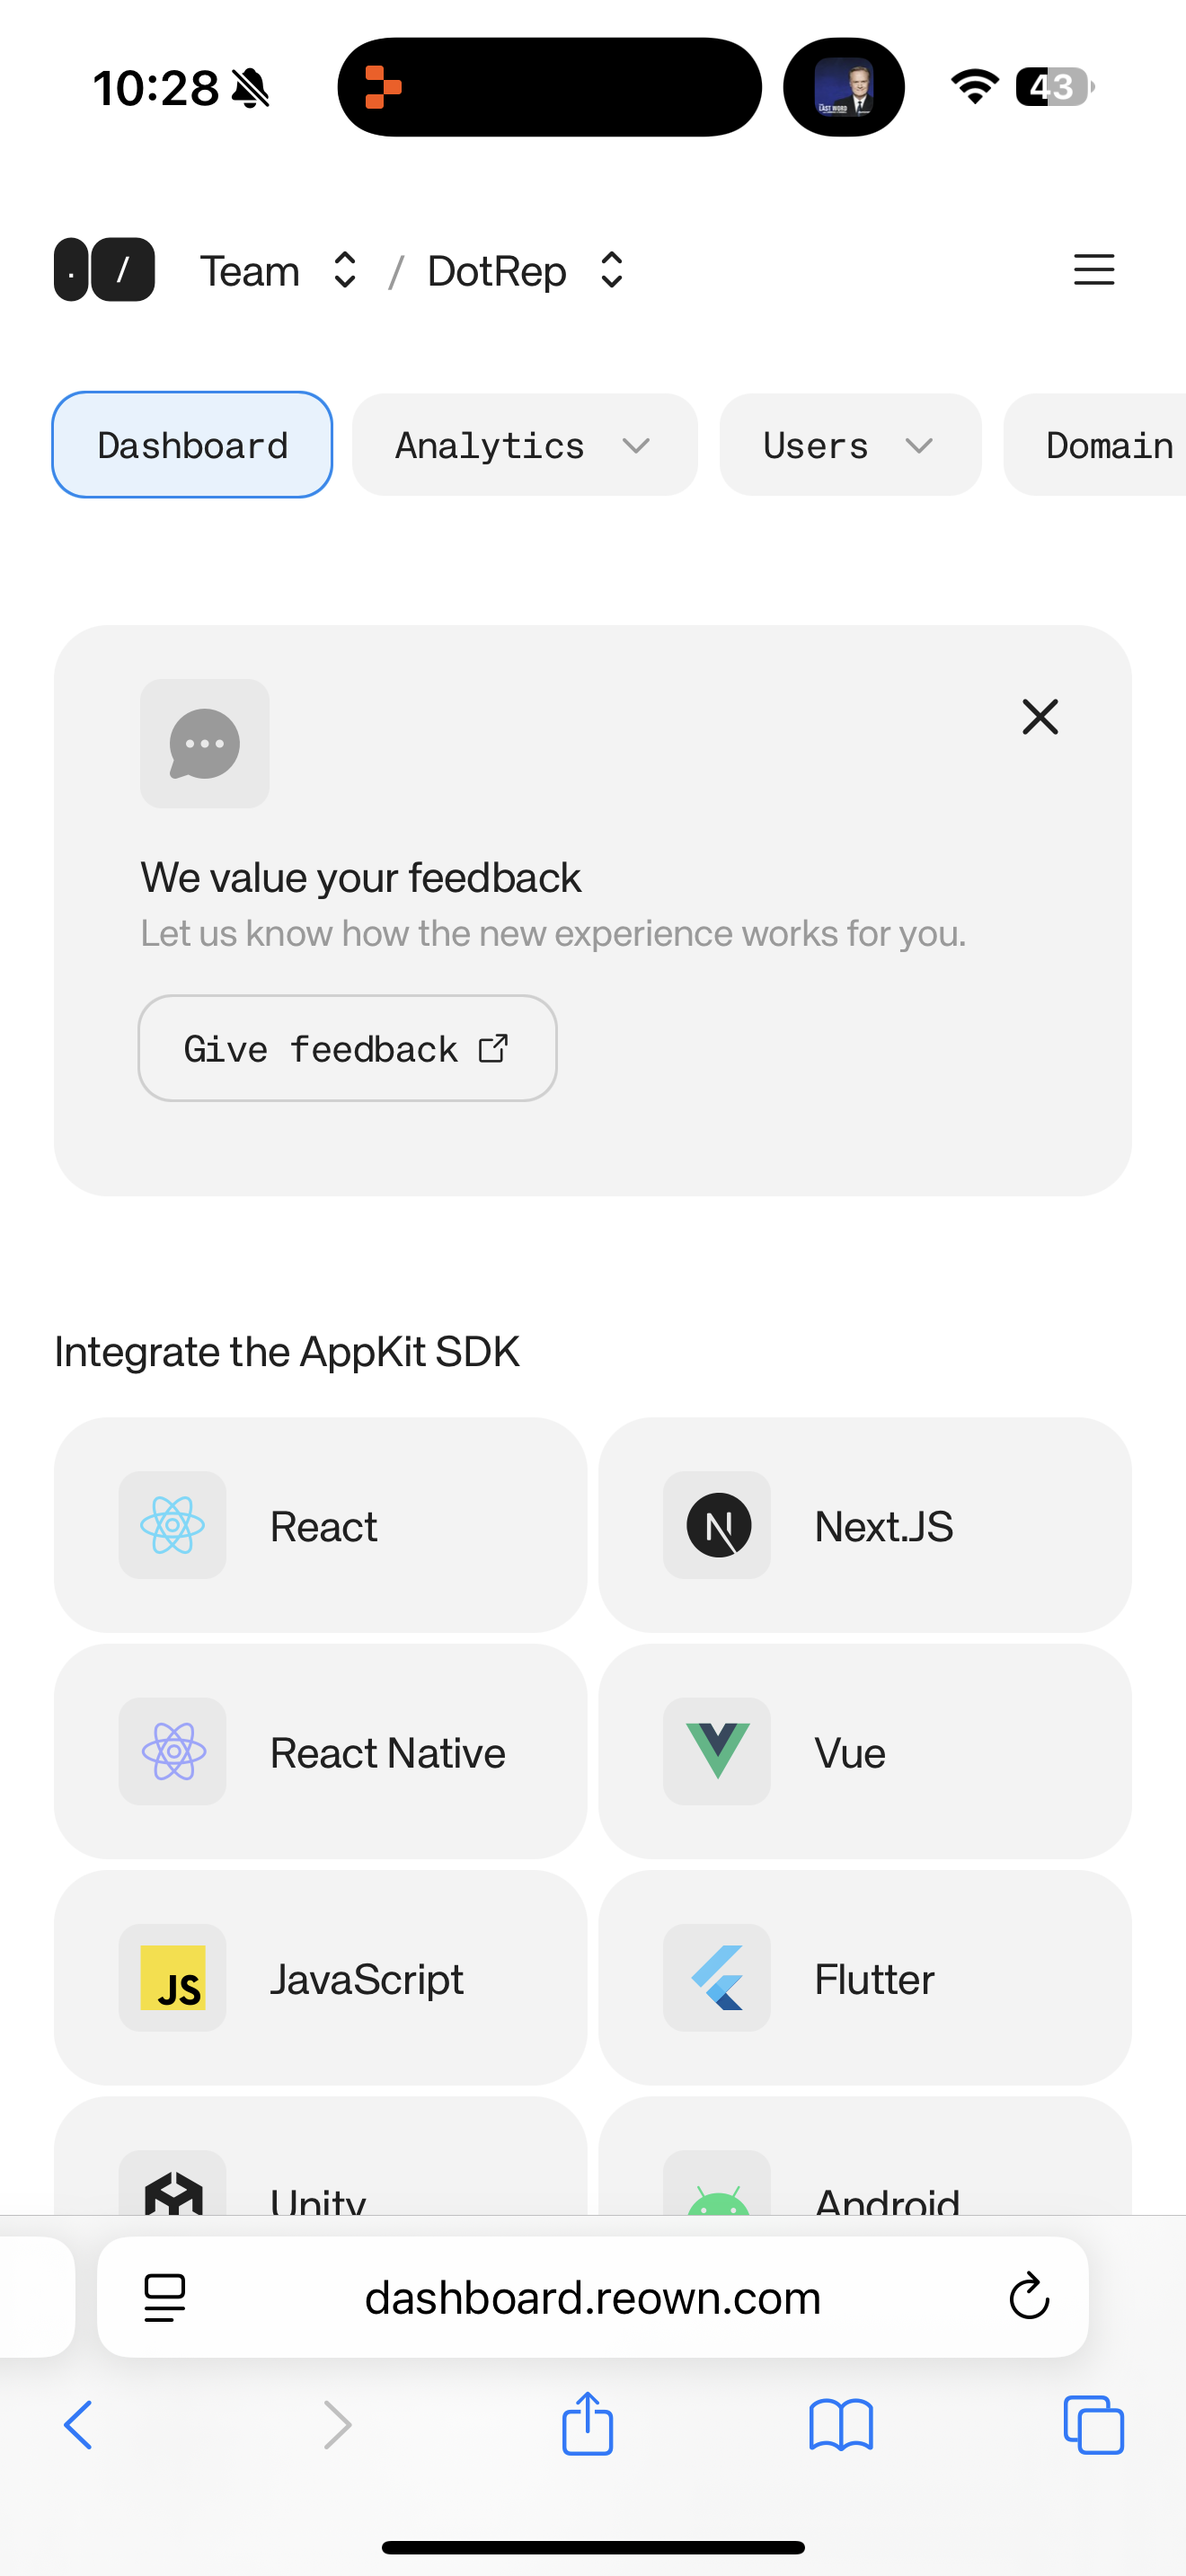 10:28
LAST WORD
43
. /
Team / DotRep
Dashboard
Analytics
Users
Domain
We value your feedback
Let us know how the new experience works for you.
Give feedback
Integrate the AppKit SDK
React
Next.JS
React Native
Vue
JS
JavaScript
Flutter
Unity
Android
dashboard.reown.com